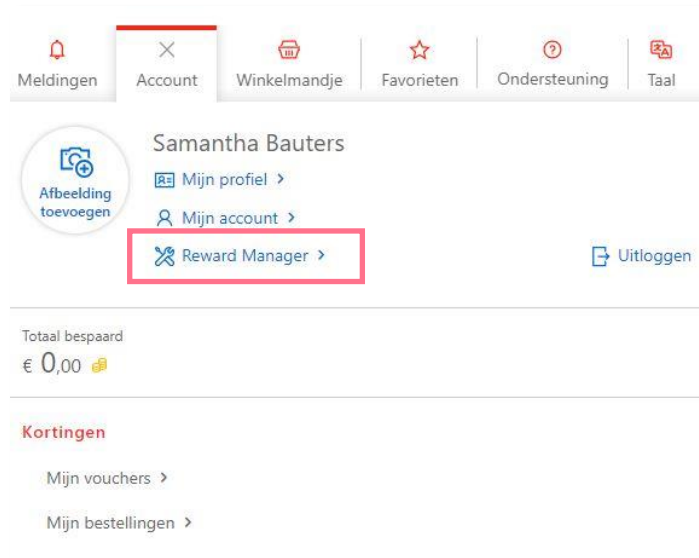 Meldingen Account Winkelmandje Favorieten Ondersteuning Taal
Samantha Bauters
Afbeelding
toevoegen
Mijn profiel >
Mijn account >
Reward Manager >
Uitloggen
Totaal bespaard
€ 0,00
Kortingen
Mijn vouchers >
Mijn bestellingen >